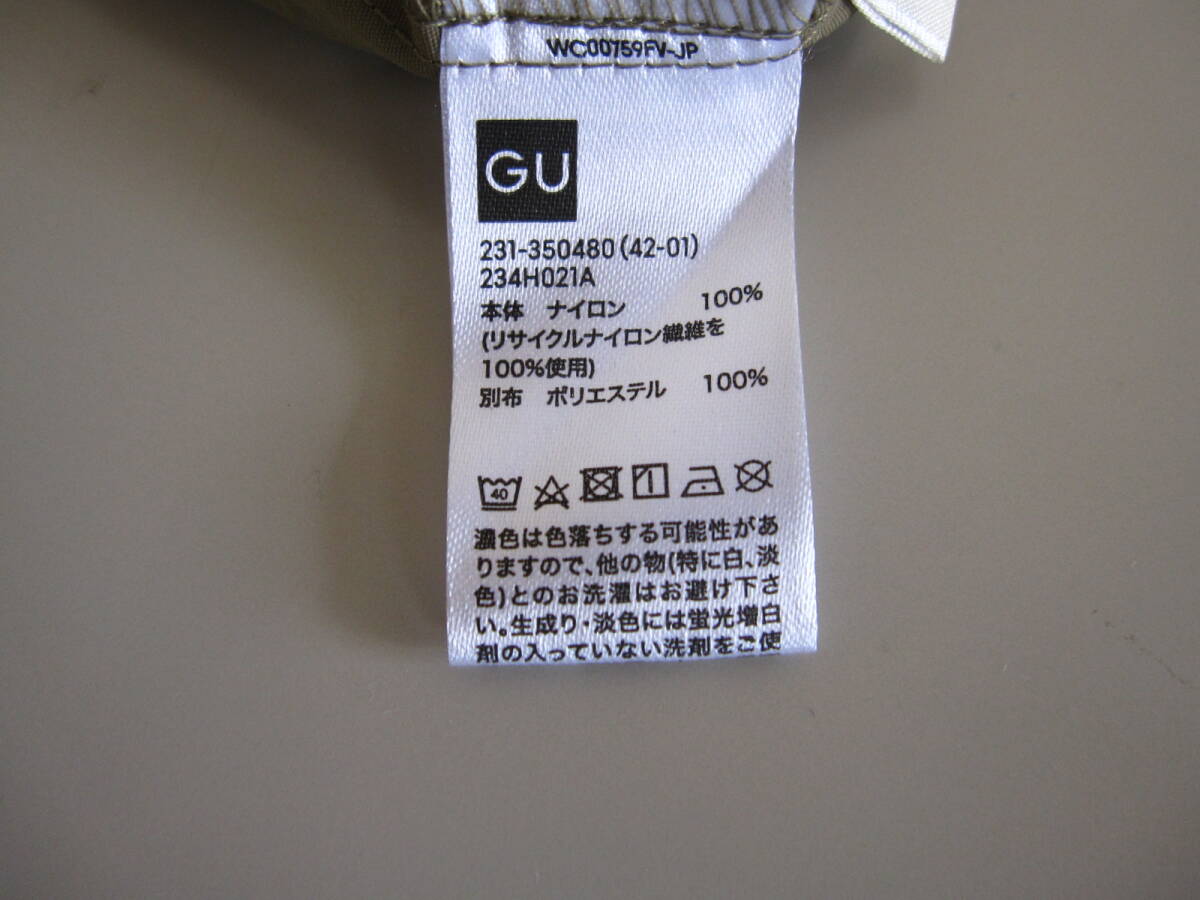 WC00759FV-JP
GU
231-350480 (42-01)
234H021A
本体 ナイロン 100%
(リサイクルナイロン繊維を
100%使用)
別布 ポリエステル 100%
40
濃色は色落ちする可能性があ
りますので、他の物(特に白、淡
色)とのお洗濯はお避け下さ
い。生成り・淡色には蛍光増白
剤の入っていない洗剤をご使